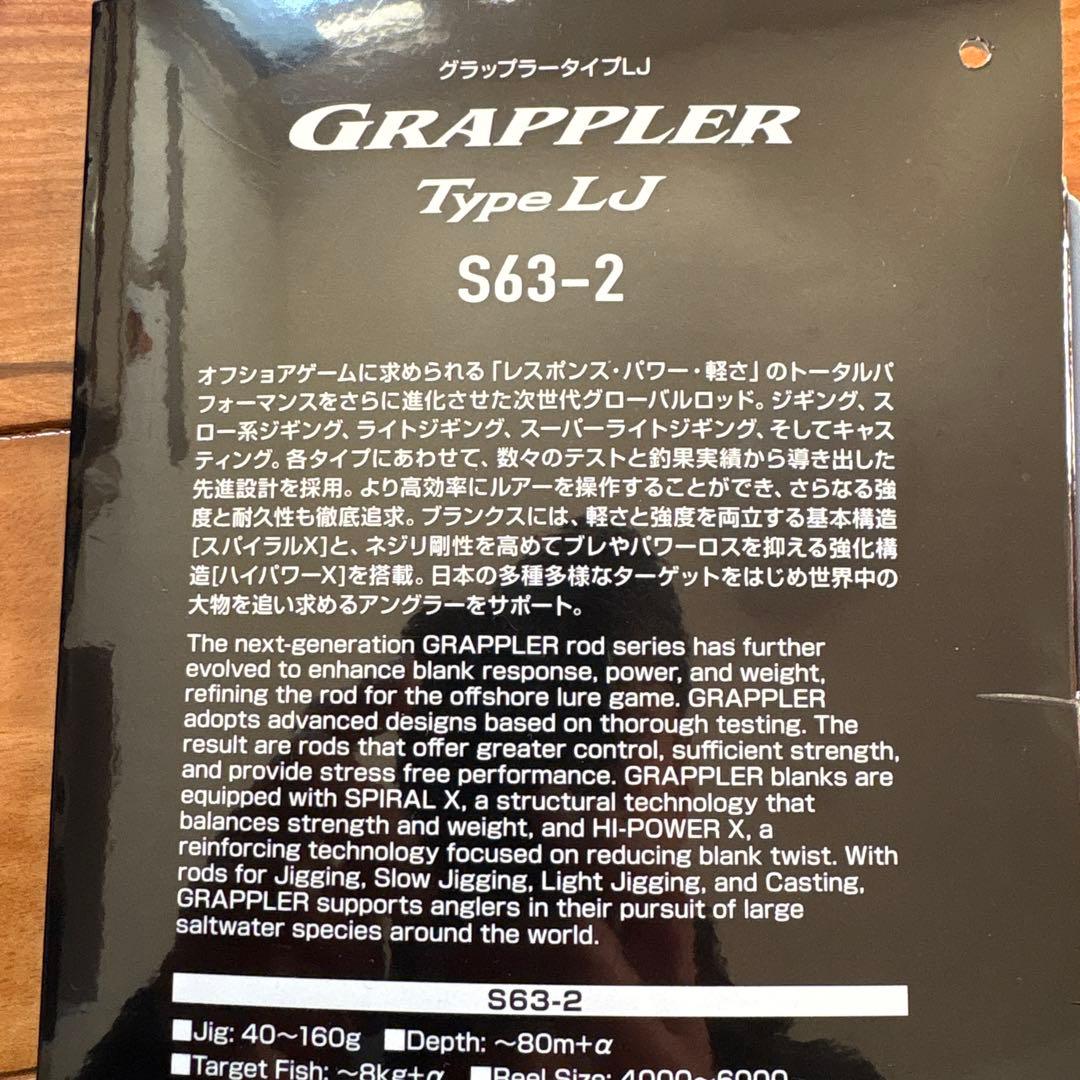 グラップラータイプLJ
GRAPPLER
Type LJ
S63-2
オフショアゲームに求められる「レスポンズ・パワー・軽さ」のトータルパ
フォーマンスをさらに進化させた次世代グローバルロッド。ジギング、ス
ロー系ジギング、ライトジギング、スーパーライトジギング、そしてキャス
ティング。各タイプにあわせて、数々のテストと釣果実績から導き出した
先進設計を採用。より高効率にルアーを操作することができ、さらなる強
度と耐久性も徹底追求。ブランクスには、軽さと強度を両立する基本構造
[スパイラルX]と、ネジリ剛性を高めてブレやパワーロスを抑える強化構
造[ハイパワーX]を搭載。日本の多種多様なターゲットをはじめ世界中の
大物を追い求めるアングラーをサポート。
The next-generation GRAPPLER rod series has further
evolved to enhance blank response, power, and weight,
refining the rod for the offshore lure game. GRAPPLER
adopts advanced designs based on thorough testing. The
result are rods that offer greater control, sufficient strength,
and provide stress free performance. GRAPPLER blanks are
equipped with SPIRAL X, a structural technology that
balances strength and weight, and HI-POWER X, a
reinforcing technology focused on reducing blank twist. With
rods for Jigging, Slow Jigging, Light Jigging, and Casting,
GRAPPLER supports anglers in their pursuit of large
saltwater species around the world.
S63-2
■Jig: 40～160g ■Depth: ～80m+α
■Target Fish: ～8kg+α ■Reel Size: 4000～6000